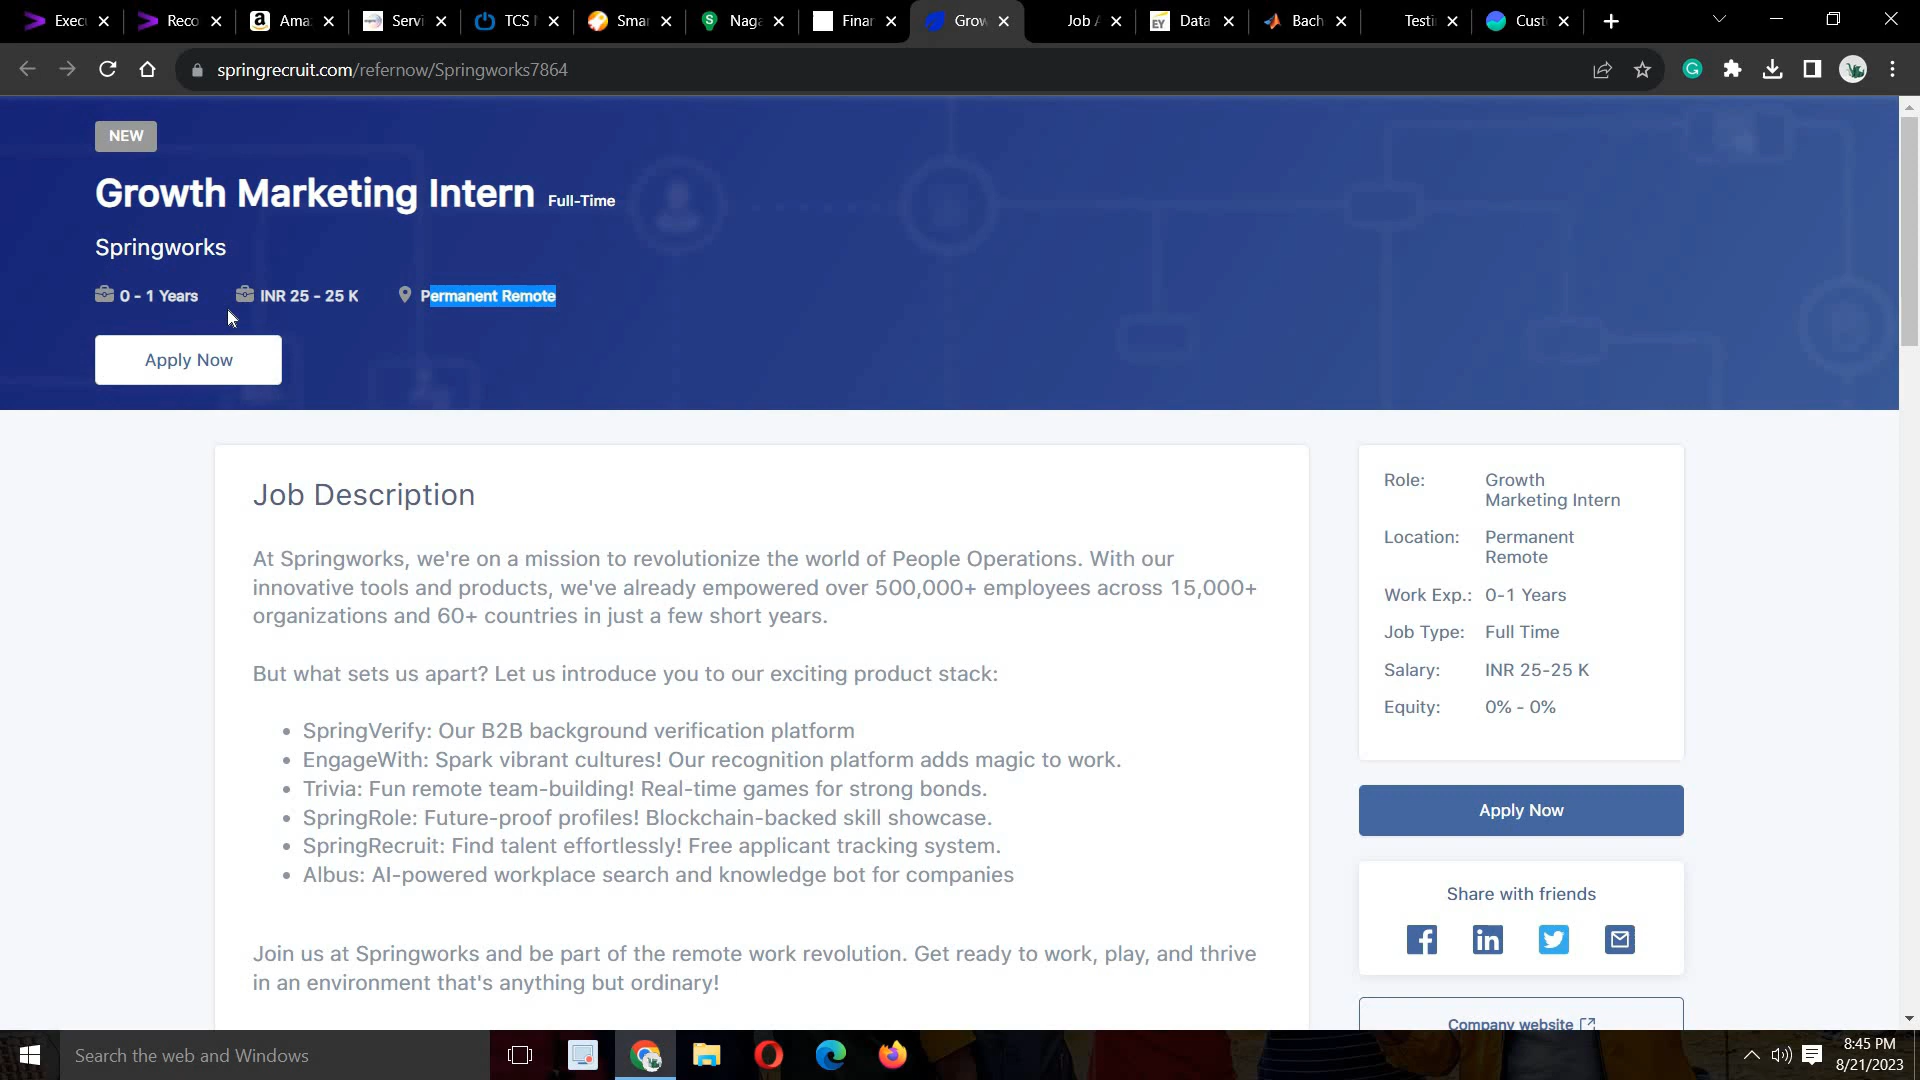 Exec
Reco
Ama
Servi
TCS
Smar
Naga
Finar
Grow
Job
Data
Bach
Testi
Cust
springrecruit.com/refernow/Springworks7864
NEW
Growth Marketing Intern Full-Time
Springworks
0 - 1 Years INR 25 - 25 K Permanent Remote
Apply Now
Job Description
At Springworks, we're on a mission to revolutionize the world of People Operations. With our
innovative tools and products, we've already empowered over 500,000+ employees across 15,000+
organizations and 60+ countries in just a few short years.
But what sets us apart? Let us introduce you to our exciting product stack:
• SpringVerify: Our B2B background verification platform
• EngageWith: Spark vibrant cultures! Our recognition platform adds magic to work.
• Trivia: Fun remote team-building! Real-time games for strong bonds.
• SpringRole: Future-proof profiles! Blockchain-backed skill showcase.
• SpringRecruit: Find talent effortlessly! Free applicant tracking system.
• Albus: AI-powered workplace search and knowledge bot for companies
Join us at Springworks and be part of the remote work revolution. Get ready to work, play, and thrive
in an environment that's anything but ordinary!
Role: Growth
Marketing Intern
Location: Permanent
Remote
Work Exp.: 0-1 Years
Job Type: Full Time
Salary: INR 25-25 K
Equity: 0% - 0%
Apply Now
Share with friends
Company website
Search the web and Windows
8:45 PM
8/21/2023